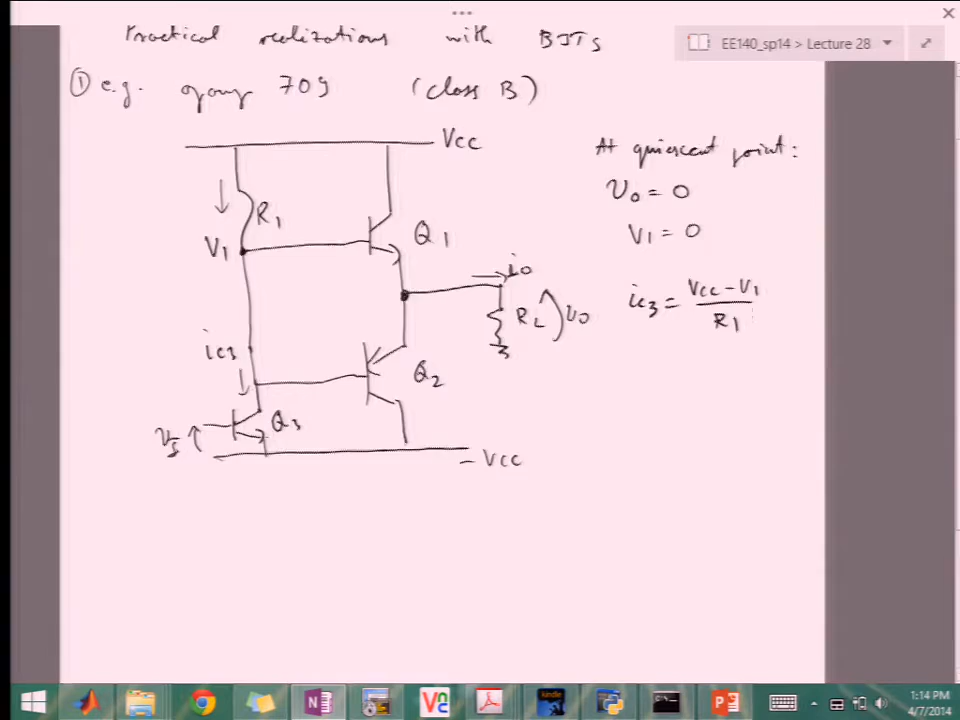 Practical realizations with BJTs
EE140_sp14 > Lecture 28
① e.g. opamp 709 (class B)
Vcc
At quiescent point:
R1
Vo = 0
V1
Q1
V1 = 0
io
ic3 = Vcc - V1 / R1
RL
vo
ic3
Q2
Q3
vs
- Vcc
1:14 PM
4/7/2014